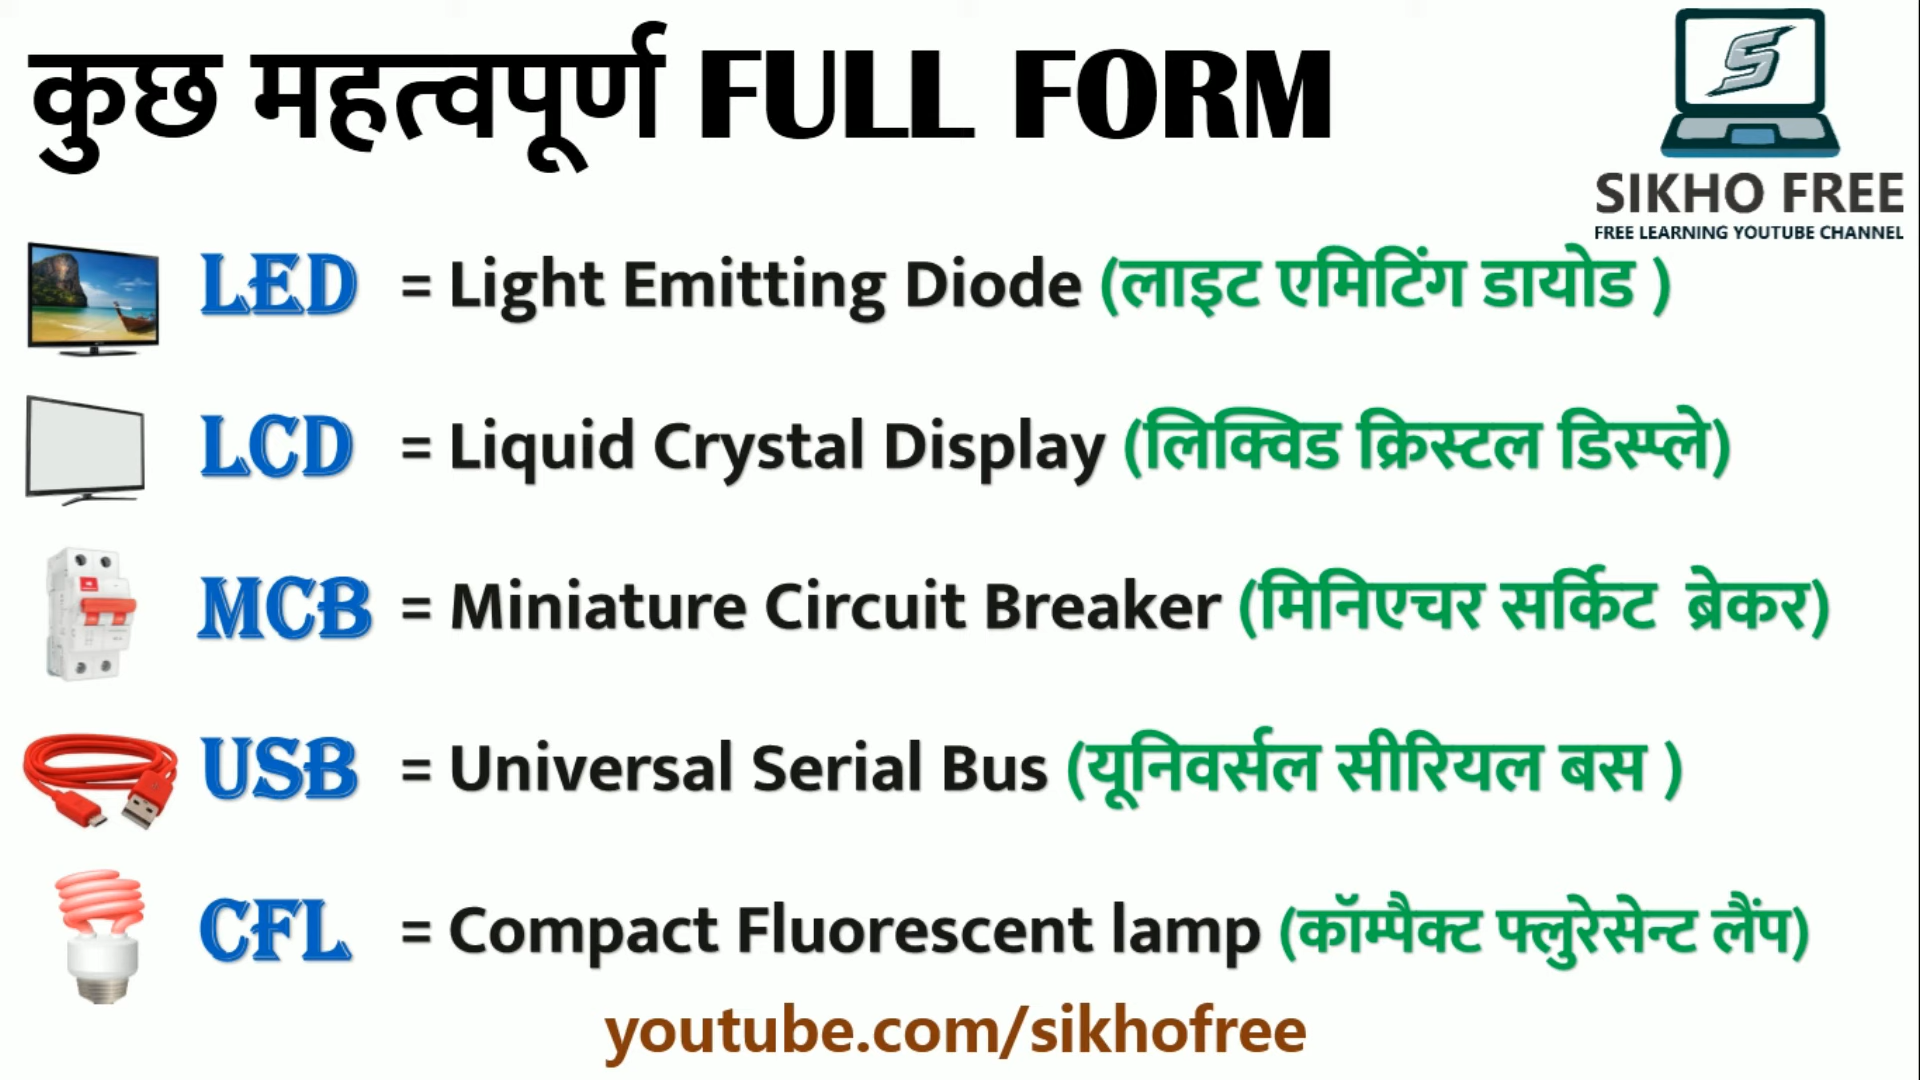 कुछ महत्वपूर्ण FULL FORM
SIKHO FREE
FREE LEARNING YOUTUBE CHANNEL
LED = Light Emitting Diode (लाइट एमिटिंग डायोड )
LCD = Liquid Crystal Display (लिक्विड क्रिस्टल डिस्प्ले)
MCB = Miniature Circuit Breaker (मिनिएचर सर्किट ब्रेकर)
USB = Universal Serial Bus (यूनिवर्सल सीरियल बस )
CFL = Compact Fluorescent lamp (कॉम्पैक्ट फ्लुरेसेन्ट लैंप)
youtube.com/sikhofree